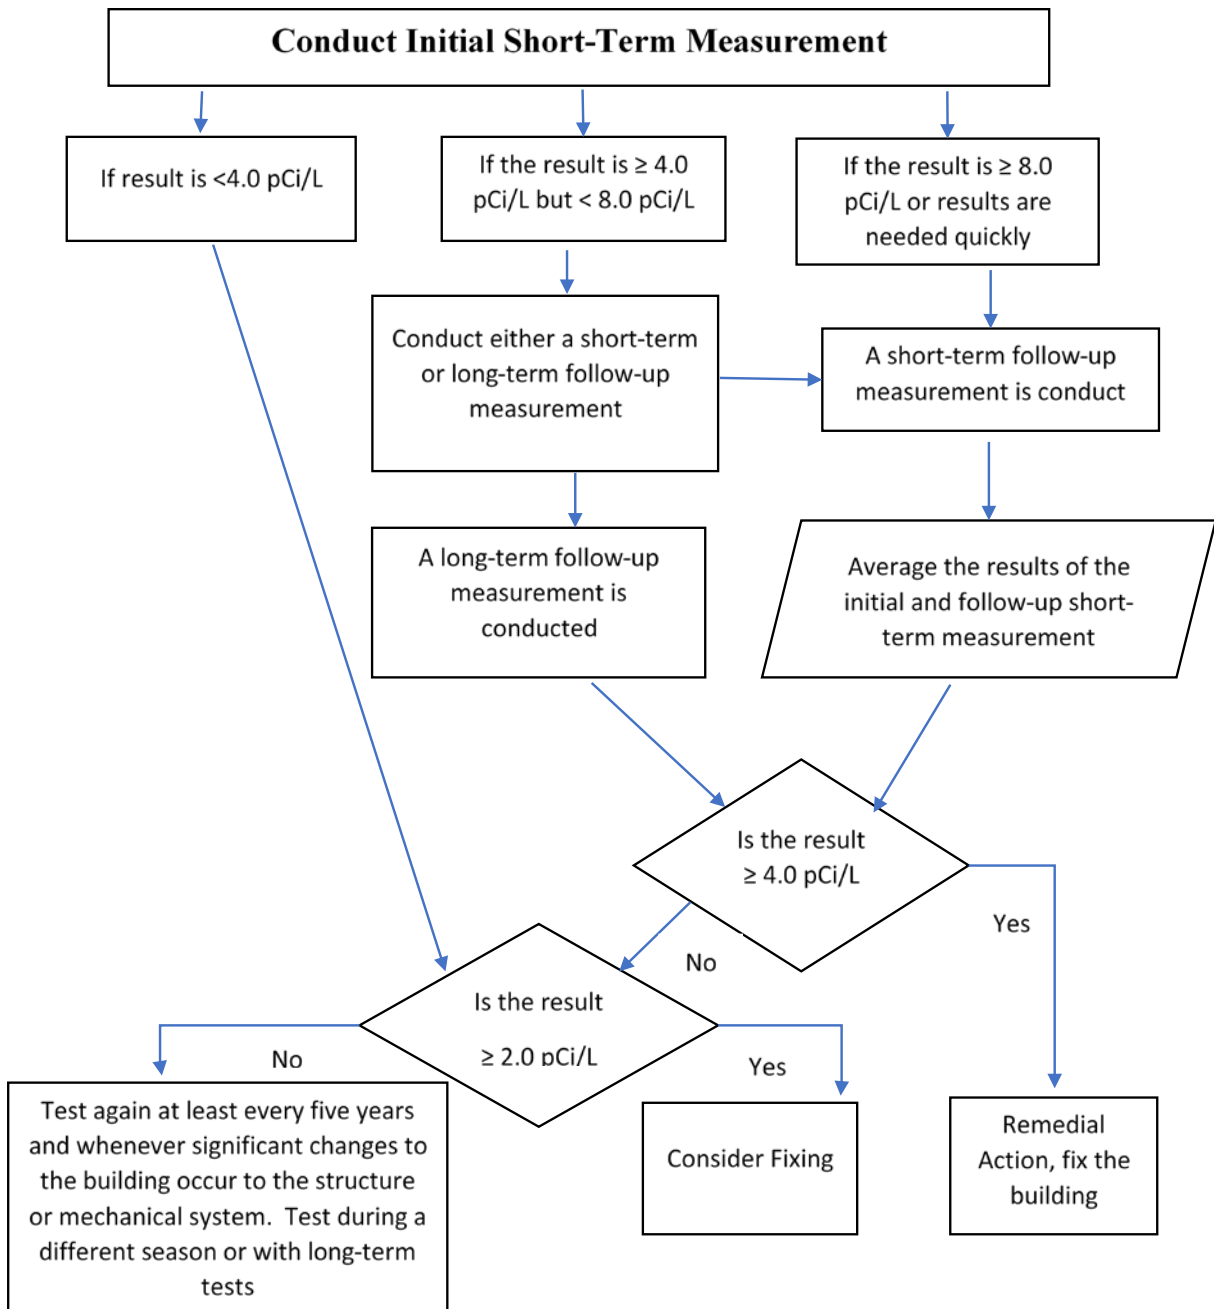 Conduct Initial Short-Term Measurement
If result is <4.0 pCi/L
If the result is ≥ 4.0
pCi/L but < 8.0 pCi/L
If the result is ≥ 8.0
pCi/L or results are
needed quickly
Conduct either a short-term
or long-term follow-up
measurement
A short-term follow-up
measurement is conduct
A long-term follow-up
measurement is
conducted
Average the results of the
initial and follow-up short-
term measurement
Is the result
≥ 4.0 pCi/L
Yes
No
Is the result
≥ 2.0 pCi/L
No
Yes
Test again at least every five years
and whenever significant changes to
the building occur to the structure
or mechanical system.  Test during a
different season or with long-term
tests
Consider Fixing
Remedial
Action, fix the
building